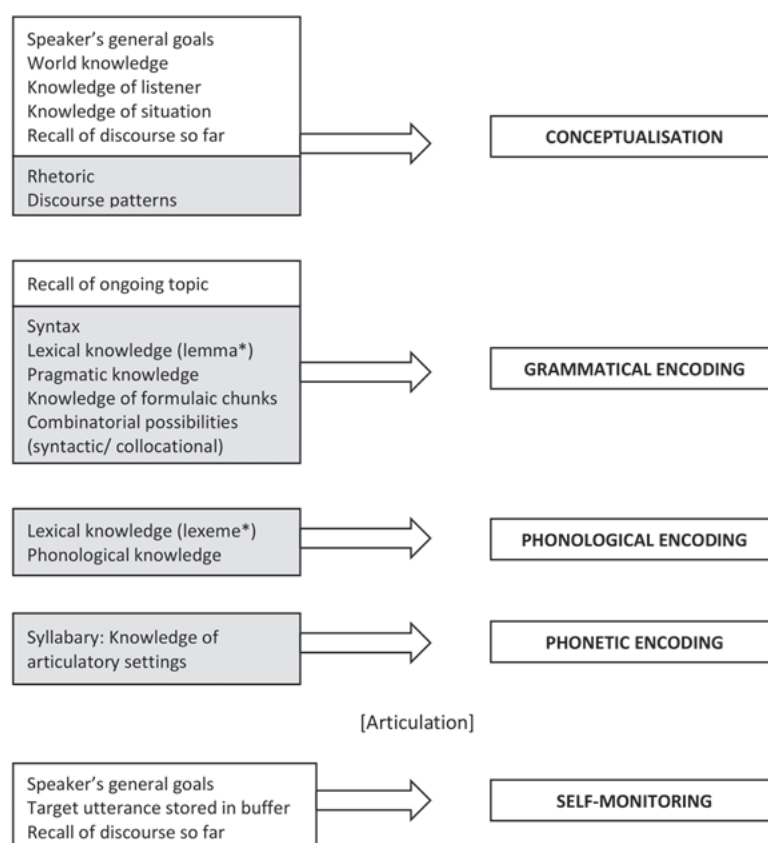 Speaker's general goals
World knowledge
Knowledge of listener
Knowledge of situation
Recall of discourse so far
Rhetoric
Discourse patterns
CONCEPTUALISATION
Recall of ongoing topic
Syntax
Lexical knowledge (lemma*)
Pragmatic knowledge
Knowledge of formulaic chunks
Combinatorial possibilities
(syntactic/ collocational)
GRAMMATICAL ENCODING
Lexical knowledge (lexeme*)
Phonological knowledge
PHONOLOGICAL ENCODING
Syllabary: Knowledge of
articulatory settings
PHONETIC ENCODING
[Articulation]
Speaker's general goals
Target utterance stored in buffer
Recall of discourse so far
SELF-MONITORING